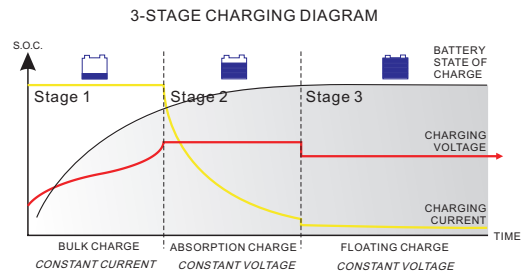 3-STAGE CHARGING DIAGRAM
S.O.C.
BATTERY
STATE OF
CHARGE
Stage 1
Stage 2
Stage 3
CHARGING
VOLTAGE
CHARGING
CURRENT
TIME
BULK CHARGE
CONSTANT CURRENT
ABSORPTION CHARGE
CONSTANT VOLTAGE
FLOATING CHARGE
CONSTANT VOLTAGE